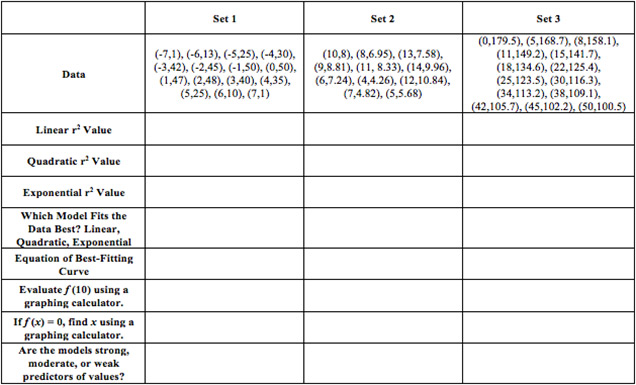 Set 1 Set 2 Set 3
Data
(-7,1), (-6,13), (-5,25), (-4,30),
(-3,42), (-2,45), (-1,50), (0,50),
(1,47), (2,48), (3,40), (4,35),
(5,25), (6,10), (7,1)
(10,8), (8,6.95), (13,7.58),
(9,8.81), (11, 8.33), (14,9.96),
(6,7.24), (4,4.26), (12,10.84),
(7,4.82), (5,5.68)
(0,179.5), (5,168.7), (8,158.1),
(11,149.2), (15,141.7),
(18,134.6), (22,125.4),
(25,123.5), (30,116.3),
(34,113.2), (38,109.1),
(42,105.7), (45,102.2), (50,100.5)
Linear r² Value
Quadratic r² Value
Exponential r² Value
Which Model Fits the
Data Best? Linear,
Quadratic, Exponential
Equation of Best-Fitting
Curve
Evaluate f (10) using a
graphing calculator.
If f (x) = 0, find x using a
graphing calculator.
Are the models strong,
moderate, or weak
predictors of values?